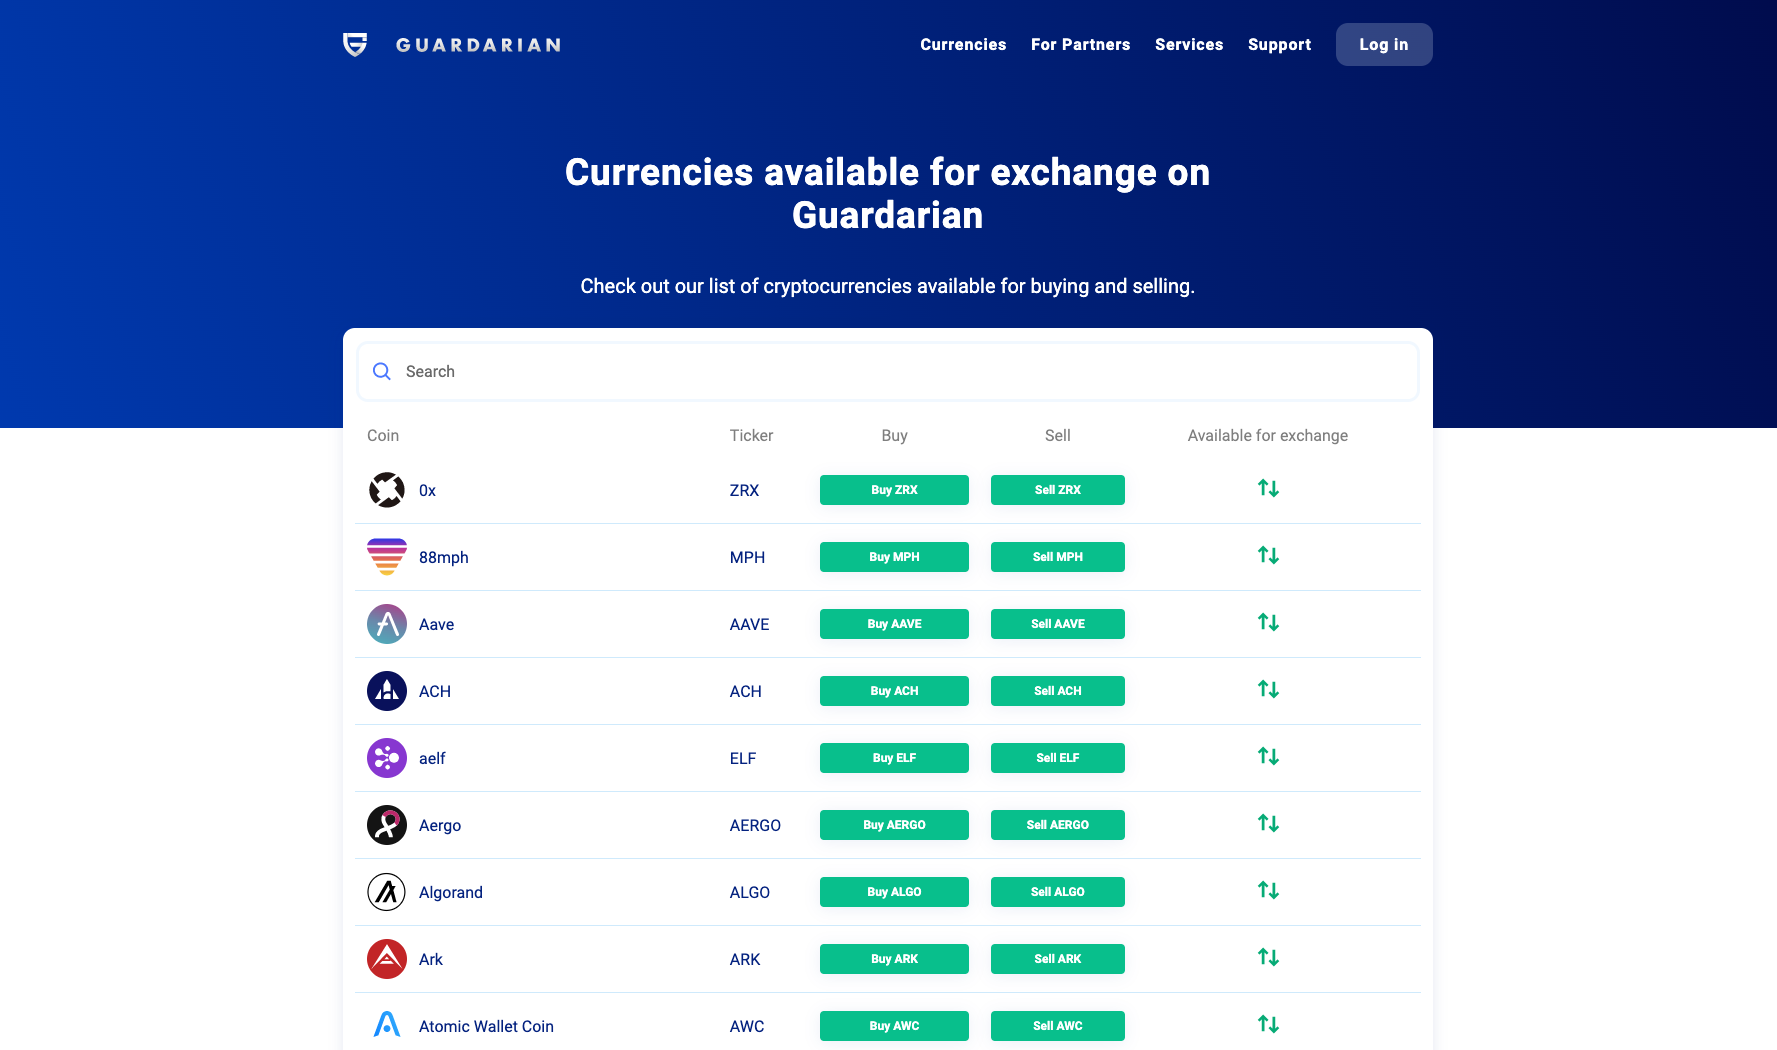 GUARDARIAN
Currencies For Partners Services Support Log in
Currencies available for exchange on
Guardarian
Check out our list of cryptocurrencies available for buying and selling.
Search
Coin Ticker Buy Sell Available for exchange
0x ZRX Buy ZRX Sell ZRX
88mph MPH Buy MPH Sell MPH
Aave AAVE Buy AAVE Sell AAVE
ACH ACH Buy ACH Sell ACH
aelf ELF Buy ELF Sell ELF
Aergo AERGO Buy AERGO Sell AERGO
Algorand ALGO Buy ALGO Sell ALGO
Ark ARK Buy ARK Sell ARK
Atomic Wallet Coin AWC Buy AWC Sell AWC